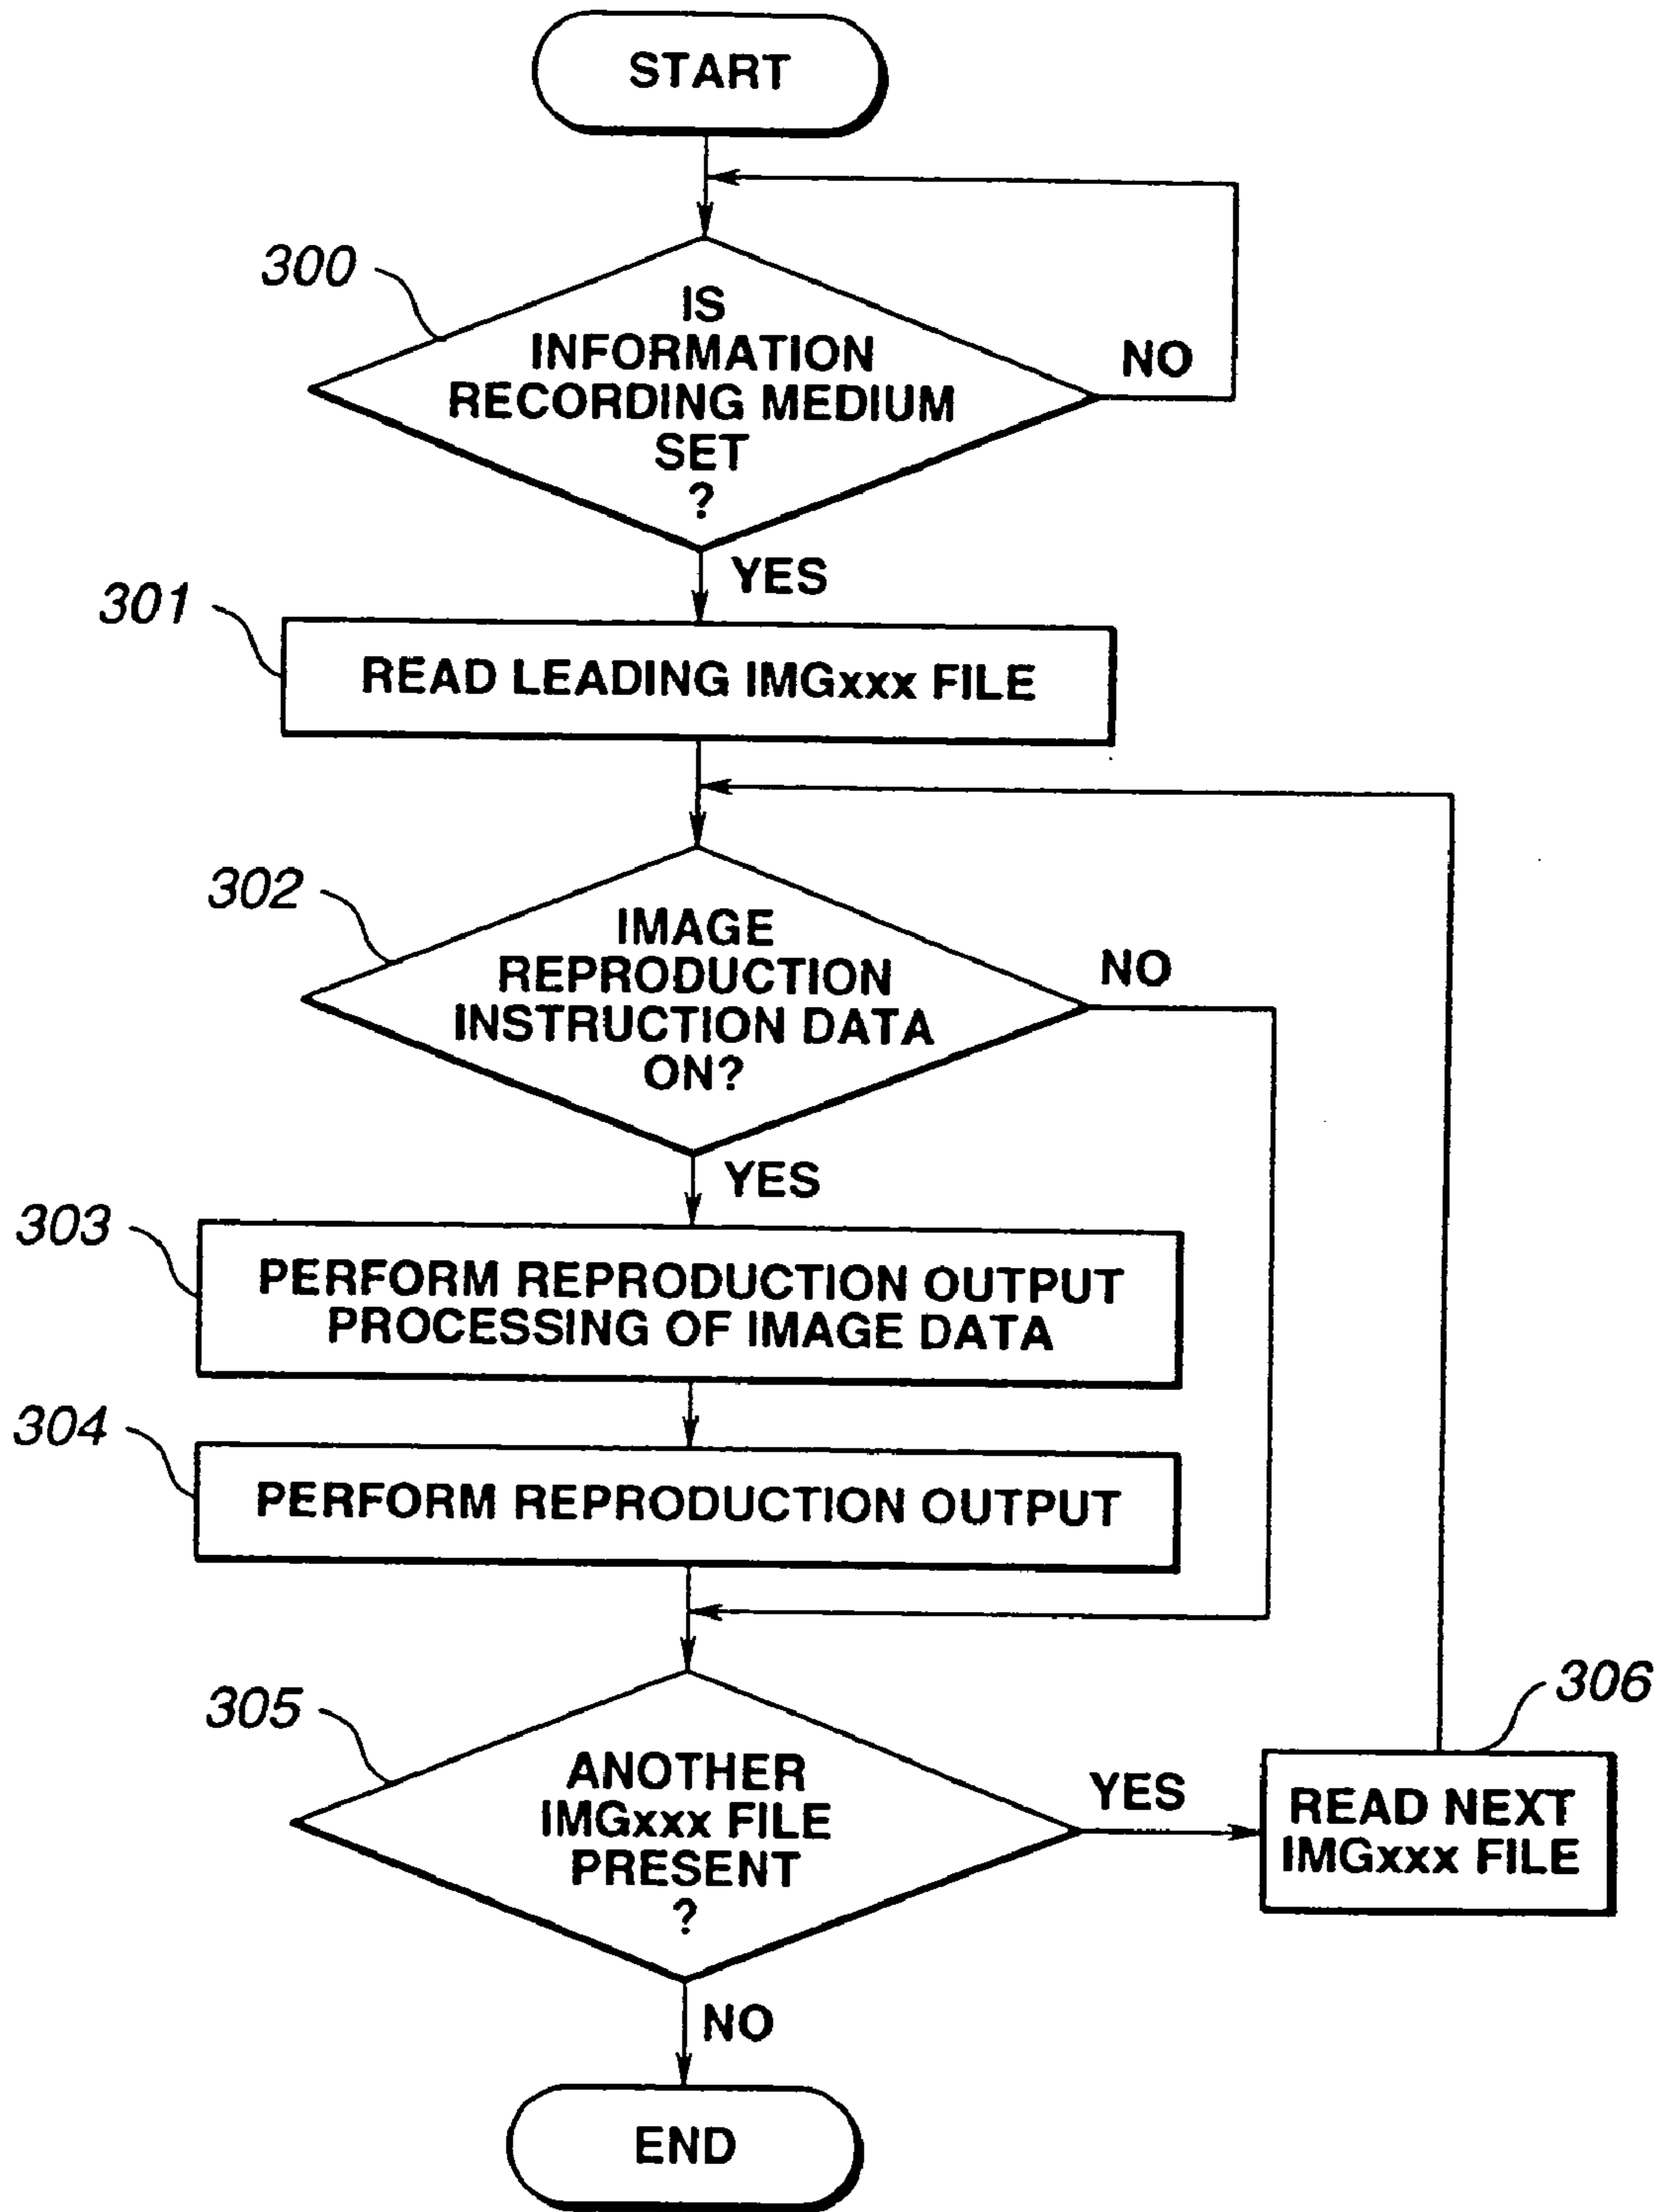 START
300
IS
INFORMATION
RECORDING MEDIUM
SET
?
NO
YES
301
READ LEADING IMGxxx FILE
302
IMAGE
REPRODUCTION
INSTRUCTION DATA
ON?
NO
YES
303
PERFORM REPRODUCTION OUTPUT
PROCESSING OF IMAGE DATA
304
PERFORM REPRODUCTION OUTPUT
305
ANOTHER
IMGxxx FILE
PRESENT
?
YES
306
READ NEXT
IMGxxx FILE
NO
END